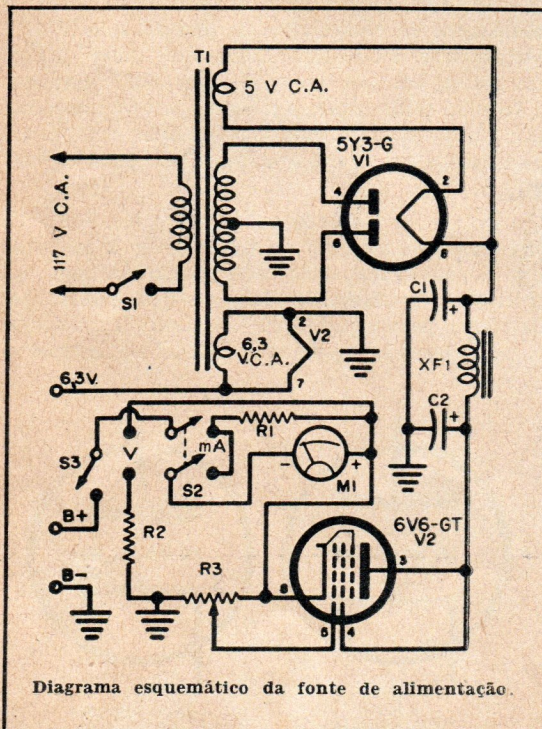 T1
5 V C.A.
5Y3-G
V1
4
2
6
8
117 V C.A.
S1
C1
+
2
V2
6,3
V.C.A.
7
XF1
6,3V.
C2
+
R1
S3
V
mA
S2
-
+
M1
B+
R2
6V6-GT
V2
R3
8
3
B-
5
4
Diagrama esquemático da fonte de alimentação.